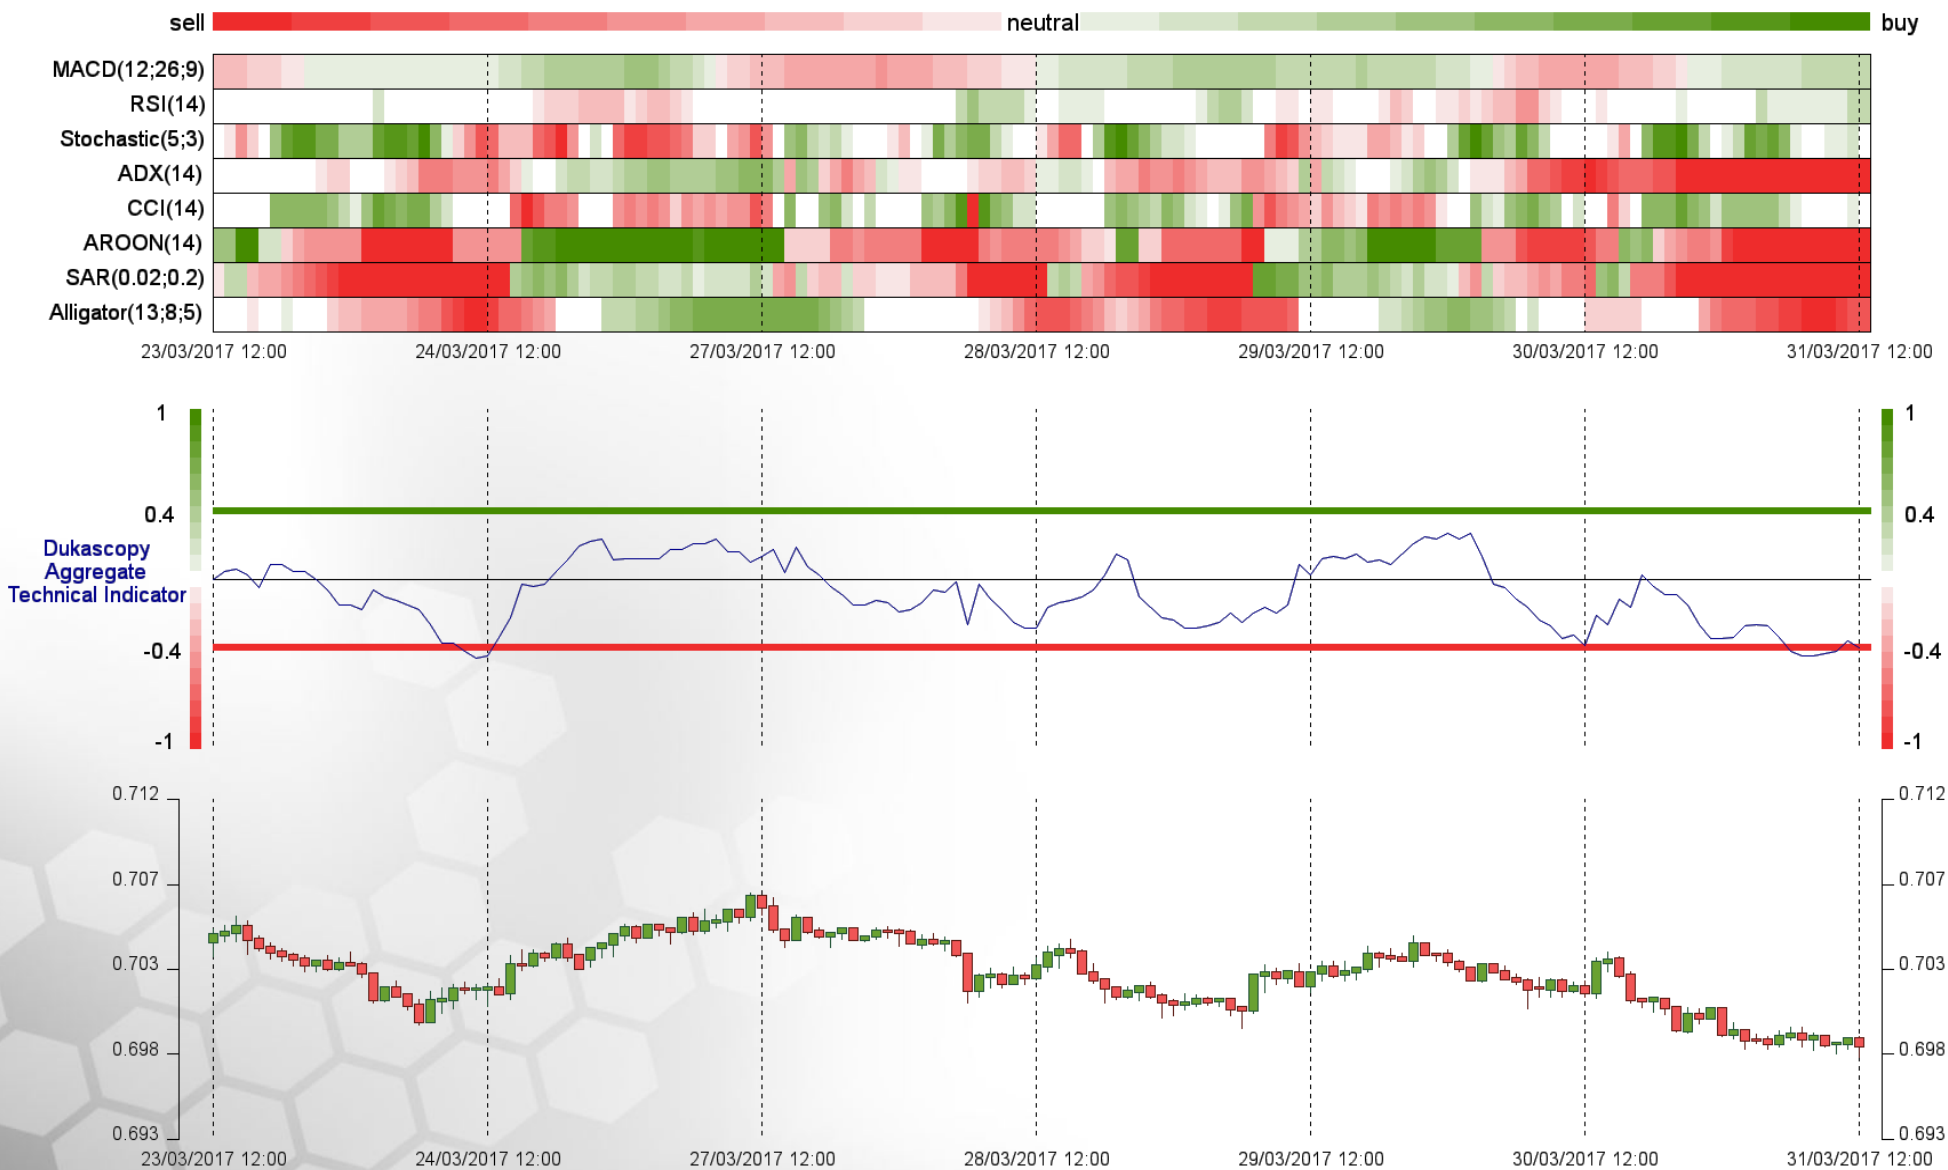 sell neutral buy
MACD(12;26;9)
RSI(14)
Stochastic(5;3)
ADX(14)
CCI(14)
AROON(14)
SAR(0.02;0.2)
Alligator(13;8;5)
23/03/2017 12:00 24/03/2017 12:00 27/03/2017 12:00 28/03/2017 12:00 29/03/2017 12:00 30/03/2017 12:00 31/03/2017 12:00
1 1
0.4 0.4
Dukascopy
Aggregate
Technical Indicator
-0.4 -0.4
-1 -1
0.712 0.712
0.707 0.707
0.703 0.703
0.698 0.698
0.693 0.693
23/03/2017 12:00 24/03/2017 12:00 27/03/2017 12:00 28/03/2017 12:00 29/03/2017 12:00 30/03/2017 12:00 31/03/2017 12:00